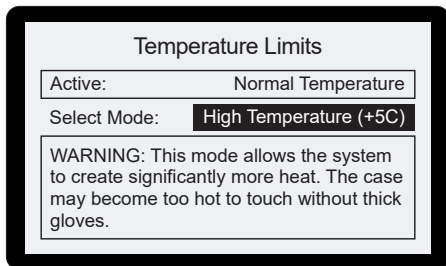 Temperature Limits
Active: Normal Temperature
Select Mode: High Temperature (+5C)
WARNING: This mode allows the system
to create significantly more heat. The case
may become too hot to touch without thick
gloves.